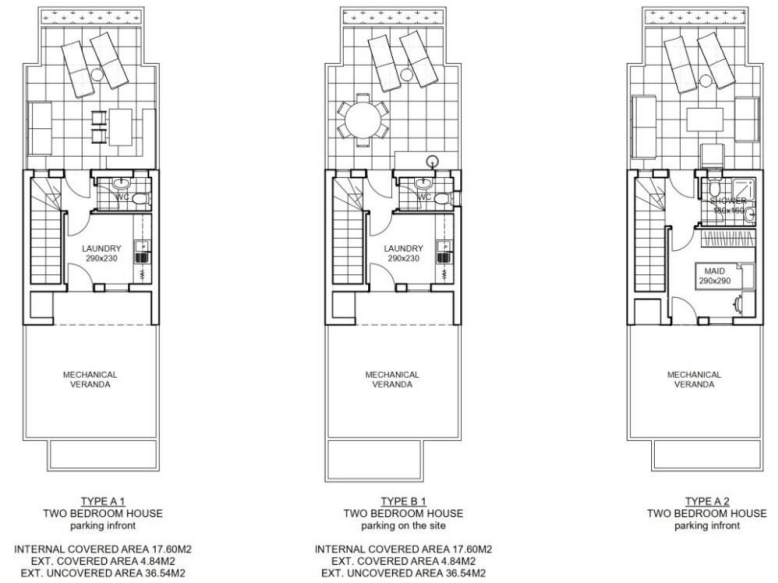 WC
LAUNDRY
290x230
MECHANICAL
VERANDA
TYPE A 1
TWO BEDROOM HOUSE
parking infront
INTERNAL COVERED AREA 17.60M2
EXT. COVERED AREA 4.84M2
EXT. UNCOVERED AREA 36.54M2
WC
LAUNDRY
290x230
MECHANICAL
VERANDA
TYPE B 1
TWO BEDROOM HOUSE
parking on the site
INTERNAL COVERED AREA 17.60M2
EXT. COVERED AREA 4.84M2
EXT. UNCOVERED AREA 36.54M2
SHOWER
180x160
MAID
290x290
MECHANICAL
VERANDA
TYPE A 2
TWO BEDROOM HOUSE
parking infront